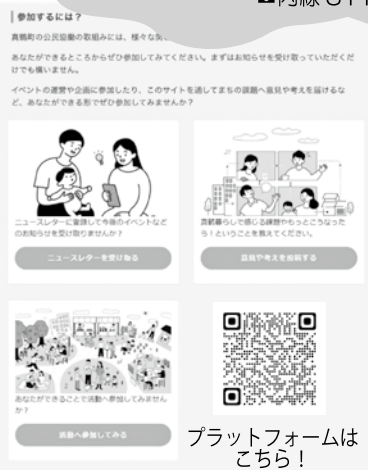 参加するには？
真鶴町の公民協働の取組みには、様々な気
あなたができるところからぜひ参加してみてください。まずはお知らせを受け取っていただくだ
けでも構いません。
イベントの運営や企画に参加したり、このサイトを通してまちの課題へ意見や考えを届けるな
ど、あなたができる形でぜひ参加してみませんか？
ニュースレターに登録して今後のイベントなど
のお知らせを受け取りませんか？
ニュースレターを受け取る
真鶴暮らしで感じる課題やもっとこうなった
ら！ということを教えてください。
意見や考えを投稿する
あなたができることで活動へ参加してみません
か？
活動へ参加してみる
プラットフォームは
こちら！